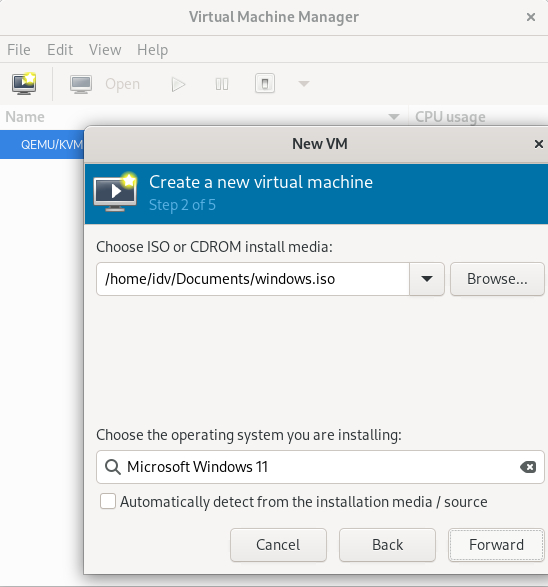 Virtual Machine Manager
File Edit View Help
Open
Name CPU usage
QEMU/KVM
New VM
Create a new virtual machine
Step 2 of 5
Choose ISO or CDROM install media:
/home/idv/Documents/windows.iso Browse...
Choose the operating system you are installing:
Microsoft Windows 11
Automatically detect from the installation media / source
Cancel Back Forward